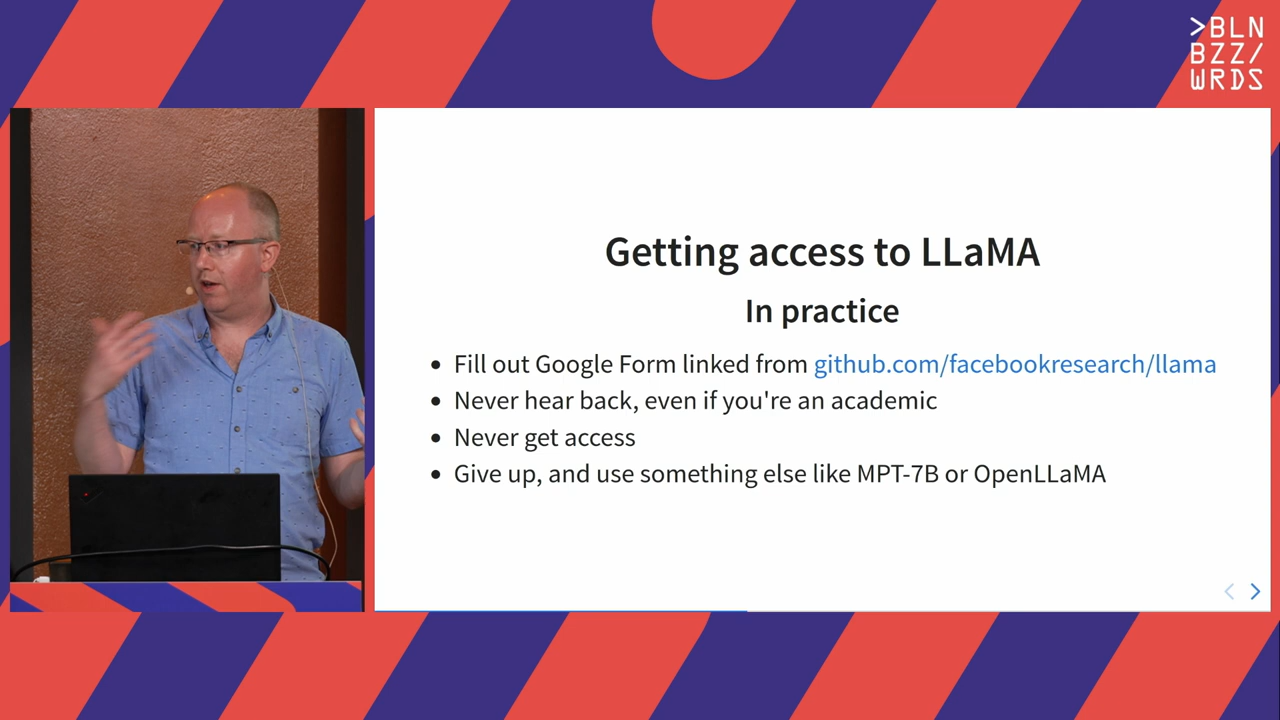 >BLN
BZZ/
WRDS
Getting access to LLaMA
In practice
Fill out Google Form linked from github.com/facebookresearch/llama
Never hear back, even if you're an academic
Never get access
Give up, and use something else like MPT-7B or OpenLLaMA